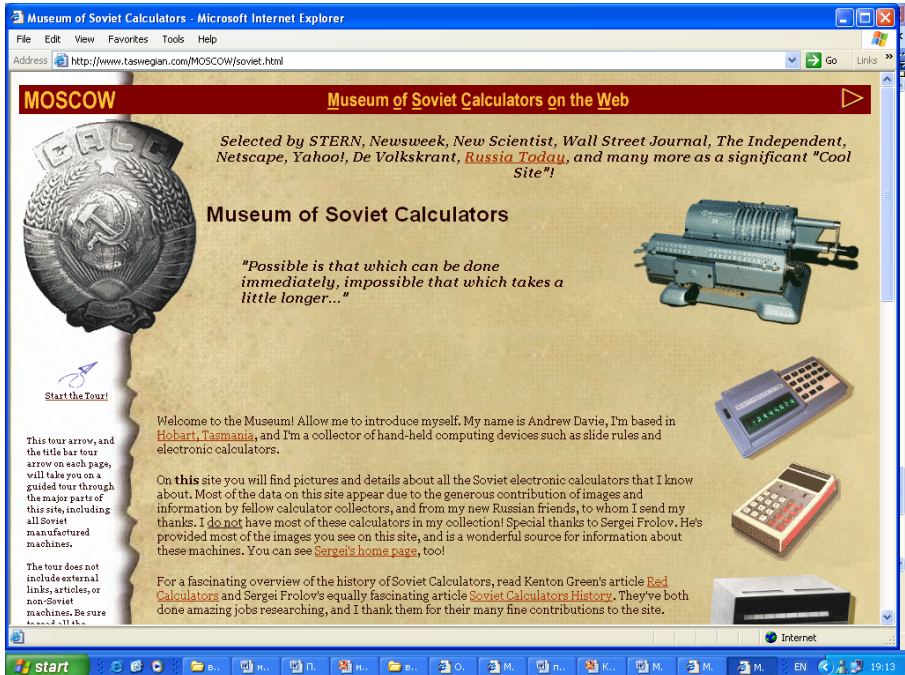 Museum of Soviet Calculators - Microsoft Internet Explorer
File Edit View Favorites Tools Help
Address http://www.taswegian.com/MOSCOW/soviet.html Go Links »
MOSCOW Museum of Soviet Calculators on the Web
CALC
Selected by STERN, Newsweek, New Scientist, Wall Street Journal, The Independent,
Netscape, Yahoo!, De Volkskrant, Russia Today, and many more as a significant "Cool
Site"!
Museum of Soviet Calculators
"Possible is that which can be done
immediately, impossible that which takes a
little longer..."
Start the Tour!
This tour arrow, and
the title bar tour
arrow on each page,
will take you on a
guided tour through
the major parts of
this site, including
all Soviet
manufactured
machines.
The tour does not
include external
links, articles, or
non-Soviet
machines. Be sure
to read all the
Welcome to the Museum! Allow me to introduce myself. My name is Andrew Davie, I'm based in
Hobart, Tasmania, and I'm a collector of hand-held computing devices such as slide rules and
electronic calculators.
On this site you will find pictures and details about all the Soviet electronic calculators that I know
about. Most of the data on this site appear due to the generous contribution of images and
information by fellow calculator collectors, and from my new Russian friends, to whom I send my
thanks. I do not have most of these calculators in my collection! Special thanks to Sergei Frolov. He's
provided most of the images you see on this site, and is a wonderful source for information about
these machines. You can see Sergei's home page, too!
For a fascinating overview of the history of Soviet Calculators, read Kenton Green's article Red
Calculators and Sergei Frolov's equally fascinating article Soviet Calculators History. They've both
done amazing jobs researching, and I thank them for their many fine contributions to the site.
Internet
start в.. н.. П. м.. в.. О. М. п.. К.. М. М. М. EN 19:13